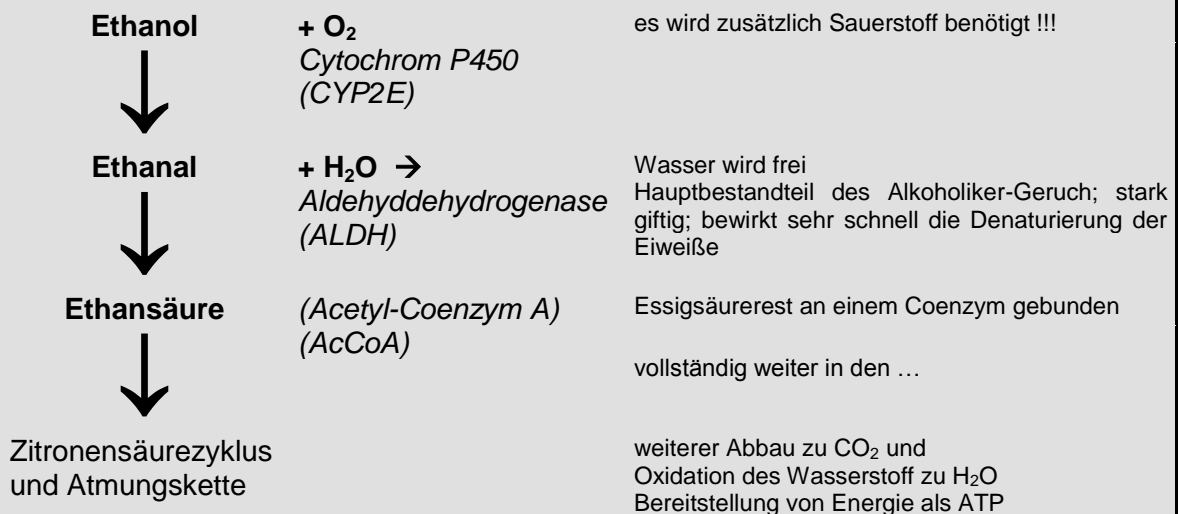 Ethanol + O₂ es wird zusätzlich Sauerstoff benötigt !!!
Cytochrom P450
(CYP2E)
Ethanal + H₂O → Wasser wird frei
Aldehyddehydrogenase Hauptbestandteil des Alkoholiker-Geruch; stark
(ALDH) giftig; bewirkt sehr schnell die Denaturierung der
Eiweiße
Ethansäure (Acetyl-Coenzym A) Essigsäurerest an einem Coenzym gebunden
(AcCoA)
vollständig weiter in den …
Zitronensäurezyklus weiterer Abbau zu CO₂ und
und Atmungskette Oxidation des Wasserstoff zu H₂O
Bereitstellung von Energie als ATP